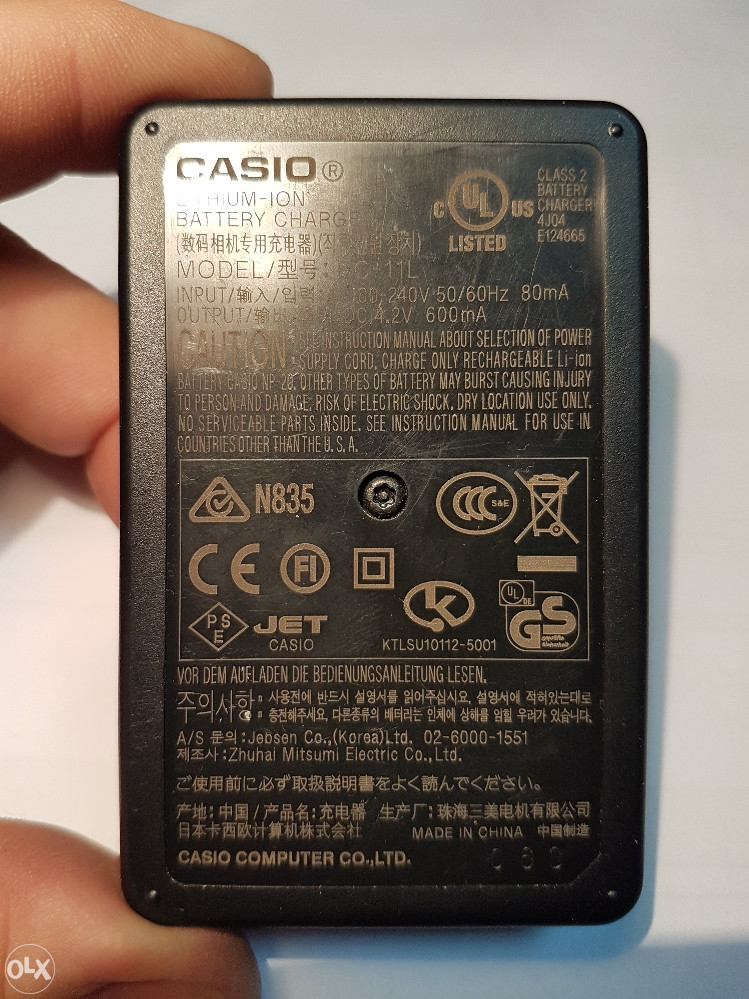 CASIO®
LITHIUM-ION
BATTERY CHARGER
(数码相机专用充电器)
MODEL/型号: BC-11L
INPUT/输入/입력 100-240V 50/60Hz 80mA
OUTPUT/输出 DC 4.2V 600mA
CAUTION: SEE INSTRUCTION MANUAL ABOUT SELECTION OF POWER
SUPPLY CORD, CHARGE ONLY RECHARGEABLE Li-ion
BATTERY CASIO NP-20. OTHER TYPES OF BATTERY MAY BURST CAUSING INJURY
TO PERSON AND DAMAGE. RISK OF ELECTRIC SHOCK, DRY LOCATION USE ONLY.
NO SERVICEABLE PARTS INSIDE. SEE INSTRUCTION MANUAL FOR USE IN
COUNTRIES OTHER THAN THE U.S.A.
C UL US
LISTED
CLASS 2
BATTERY
CHARGER
4J04
E124665
N835
CCC S&E
CE FI
PSE JET
CASIO
K
KTLSU10112-5001
UL DE
GS
geprüfte
Sicherheit
VOR DEM AUFLADEN DIE BEDIENUNGSANLEITUNG LESEN.
주의사항: 사용전에 반드시 설명서를 읽어주십시요. 설명서에 적혀있는대로
충전해주세요. 다른종류의 배터리는 인체에 상해를 입힐 우려가 있습니다.
A/S 문의:Jebsen Co.,(Korea)Ltd. 02-6000-1551
제조사:Zhuhai Mitsumi Electric Co.,Ltd.
ご使用前に必ず取扱説明書をよく読んでください。
产地:中国/产品名:充电器 生产厂:珠海三美电机有限公司
日本卡西欧计算机株式会社 MADE IN CHINA 中国制造
CASIO COMPUTER CO.,LTD.
OLX